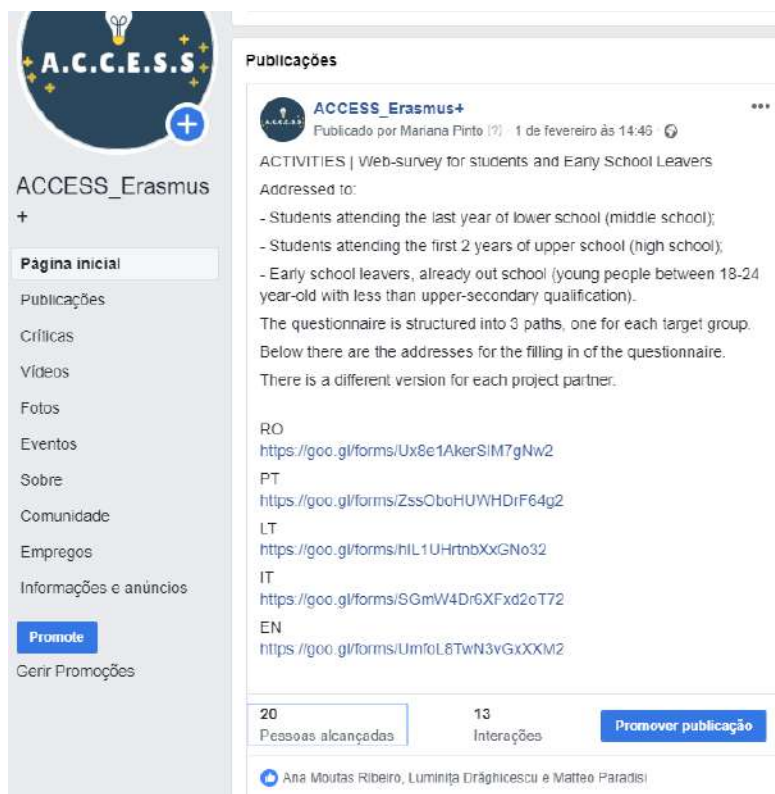 A.C.C.E.S.S
ACCESS_Erasmus
+
Página inicial
Publicações
Críticas
Vídeos
Fotos
Eventos
Sobre
Comunidade
Empregos
Informações e anúncios
Promote
Gerir Promoções
Publicações
ACCESS_Erasmus+
Publicado por Mariana Pinto [?] · 1 de fevereiro às 14:46 ·
ACTIVITIES | Web-survey for students and Early School Leavers
Addressed to:
- Students attending the last year of lower school (middle school);
- Students attending the first 2 years of upper school (high school);
- Early school leavers, already out school (young people between 18-24
year-old with less than upper-secondary qualification).
The questionnaire is structured into 3 paths, one for each target group.
Below there are the addresses for the filling in of the questionnaire.
There is a different version for each project partner.
RO
https://goo.gl/forms/Ux8e1AkerSIM7gNw2
PT
https://goo.gl/forms/ZssOboHUWHDrF64g2
LT
https://goo.gl/forms/hIL1UHrtnbXxGNo32
IT
https://goo.gl/forms/SGmW4Dr6XFxd2oT72
EN
https://goo.gl/forms/UmfoL8TwN3vGxXXM2
20
Pessoas alcançadas
13
Interações
Promover publicação
Ana Moutas Ribeiro, Luminița Drăghicescu e Matteo Paradisi